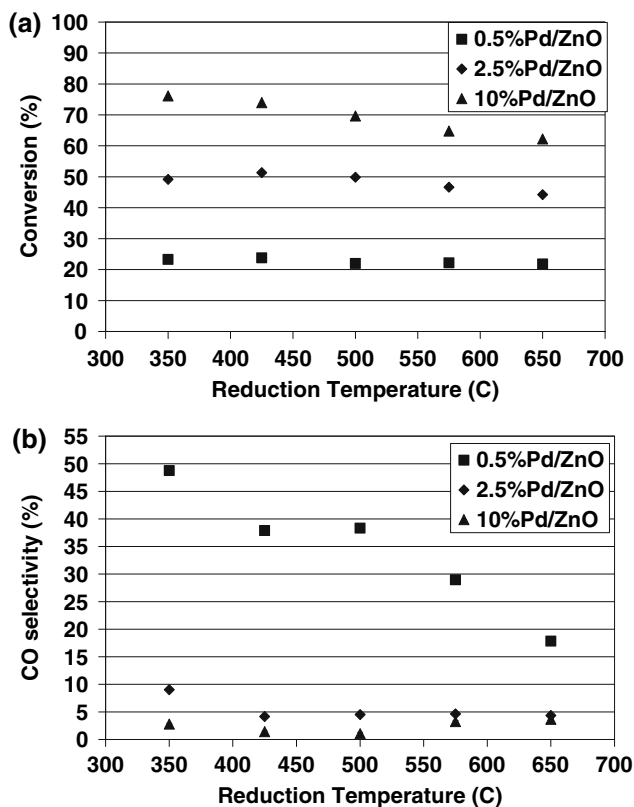 (a)
100
90
80
70
60
50
40
30
20
10
0
Conversion (%)
0.5%Pd/ZnO
2.5%Pd/ZnO
10%Pd/ZnO
300 350 400 450 500 550 600 650 700
Reduction Temperature (C)
(b)
55
50
45
40
35
30
25
20
15
10
5
0
CO selectivity (%)
0.5%Pd/ZnO
2.5%Pd/ZnO
10%Pd/ZnO
300 350 400 450 500 550 600 650 700
Reduction Temperature (C)